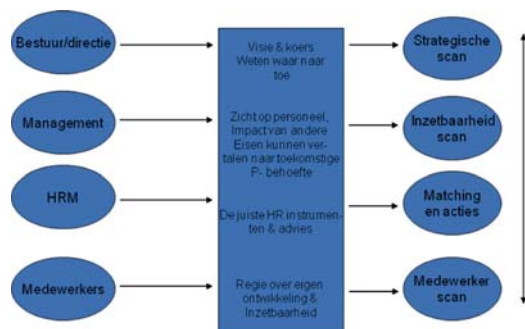 Bestuur/directie
Visie & koers
Weten waar naar
toe
Strategische
scan
Management
Zicht op personeel,
Impact van andere
Eisen kunnen ver-
talen naar toekomstige
P- behoefte
Inzetbaarheid
scan
HRM
De juiste HR instrumen-
ten & advies
Matching
en acties
Medewerkers
Regie over eigen
ontwikkeling &
Inzetbaarheid
Medewerker
scan